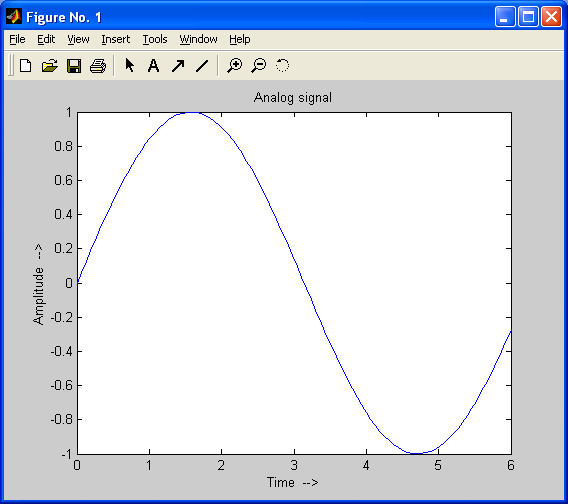 Figure No. 1
File Edit View Insert Tools Window Help
A
Analog signal
1
0.8
0.6
0.4
0.2
0
-0.2
-0.4
-0.6
-0.8
-1
Amplitude -->
0 1 2 3 4 5 6
Time -->